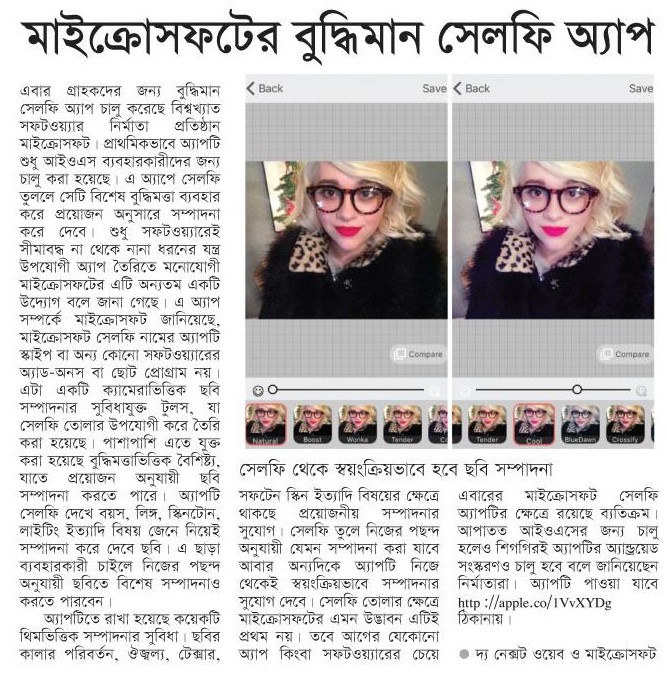 মাইক্রোসফটের বুদ্ধিমান সেলফি অ্যাপ
এবার গ্রাহকদের জন্য বুদ্ধিমান
সেলফি অ্যাপ চালু করেছে বিশ্বখ্যাত
সফটওয়্যার নির্মাতা প্রতিষ্ঠান
মাইক্রোসফট। প্রাথমিকভাবে অ্যাপটি
শুধু আইওএস ব্যবহারকারীদের জন্য
চালু করা হয়েছে। এ অ্যাপে সেলফি
তুললে সেটি বিশেষ বুদ্ধিমত্তা ব্যবহার
করে প্রয়োজন অনুসারে সম্পাদনা
করে দেবে। শুধু সফটওয়্যারেই
সীমাবদ্ধ না থেকে নানা ধরনের যন্ত্র
উপযোগী অ্যাপ তৈরিতে মনোযোগী
মাইক্রোসফটের এটি অন্যতম একটি
উদ্যোগ বলে জানা গেছে। এ অ্যাপ
সম্পর্কে মাইক্রোসফট জানিয়েছে,
মাইক্রোসফট সেলফি নামের অ্যাপটি
স্কাইপ বা অন্য কোনো সফটওয়্যারের
অ্যাড-অনস বা ছোট প্রোগ্রাম নয়।
এটা একটি ক্যামেরাভিত্তিক ছবি
সম্পাদনার সুবিধাযুক্ত টুলস, যা
সেলফি তোলার উপযোগী করে তৈরি
করা হয়েছে। পাশাপাশি এতে যুক্ত
করা হয়েছে বুদ্ধিমত্তাভিত্তিক বৈশিষ্ট্য,
যাতে প্রয়োজন অনুযায়ী ছবি
সম্পাদনা করতে পারে। অ্যাপটি
সেলফি দেখে বয়স, লিঙ্গ, স্কিনটোন,
লাইটিং ইত্যাদি বিষয় জেনে নিয়েই
সম্পাদনা করে দেবে ছবি। এ ছাড়া
ব্যবহারকারী চাইলে নিজের পছন্দ
অনুযায়ী ছবিতে বিশেষ সম্পাদনাও
করতে পারবেন।
অ্যাপটিতে রাখা হয়েছে কয়েকটি
থিমভিত্তিক সম্পাদনার সুবিধা। ছবির
কালার পরিবর্তন, ঔজ্জ্বল্য, টেক্সার,
Back Save
Compare
Natural Boost Wonka Tender Co
Back Save
Compare
Tender Cool BlueDawn Crossify
সেলফি থেকে স্বয়ংক্রিয়ভাবে হবে ছবি সম্পাদনা
সফটেন স্কিন ইত্যাদি বিষয়ের ক্ষেত্রে
থাকছে প্রয়োজনীয় সম্পাদনার
সুযোগ। সেলফি তুলে নিজের পছন্দ
অনুযায়ী যেমন সম্পাদনা করা যাবে
আবার অন্যদিকে অ্যাপটি নিজে
থেকেই স্বয়ংক্রিয়ভাবে সম্পাদনার
সুযোগ দেবে। সেলফি তোলার ক্ষেত্রে
মাইক্রোসফটের এমন উদ্ভাবন এটিই
প্রথম নয়। তবে আগের যেকোনো
অ্যাপ কিংবা সফটওয়্যারের চেয়ে
এবারের মাইক্রোসফট সেলফি
অ্যাপটির ক্ষেত্রে রয়েছে ব্যতিক্রম।
আপাতত আইওএসের জন্য চালু
হলেও শিগগিরই অ্যাপটির অ্যান্ড্রয়েড
সংস্করণও চালু হবে বলে জানিয়েছেন
নির্মাতারা। অ্যাপটি পাওয়া যাবে
http ://apple.co/1VvXYDg
ঠিকানায়।
● দ্য নেক্সট ওয়েব ও মাইক্রোসফট